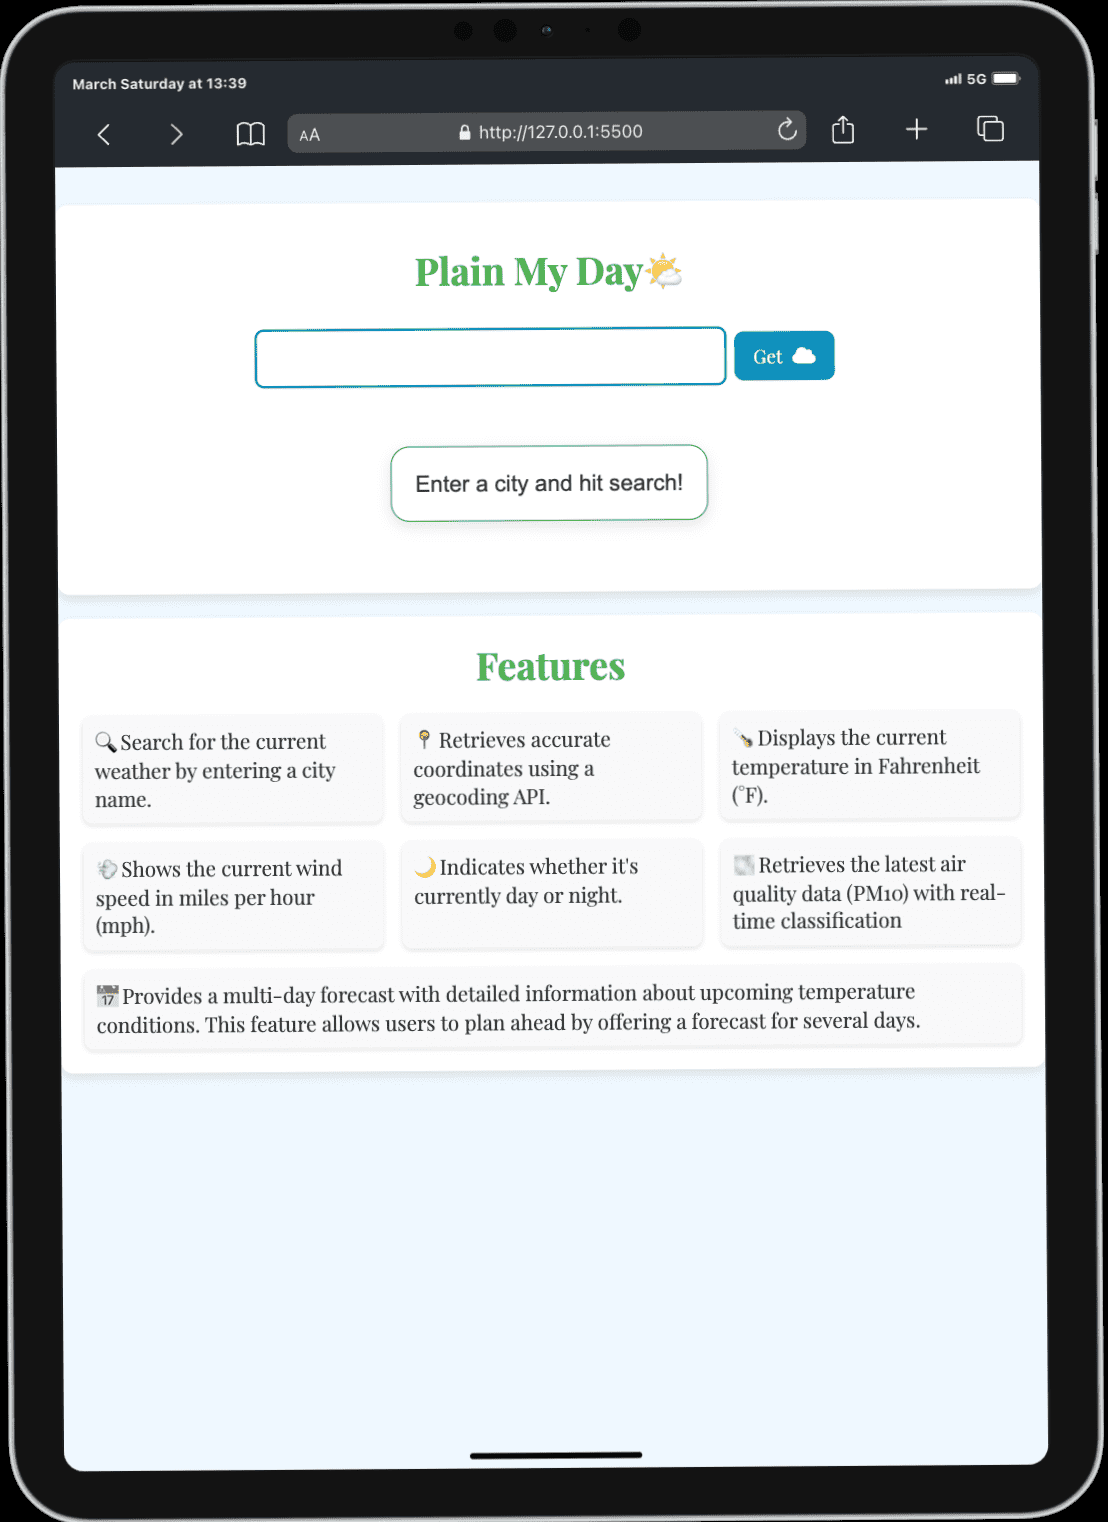 March Saturday at 13:39
5G
AA
http://127.0.0.1:5500
Plain My Day🌤️
Get
Enter a city and hit search!
Features
🔍Search for the current
weather by entering a city
name.
📍Retrieves accurate
coordinates using a
geocoding API.
🌡️Displays the current
temperature in Fahrenheit
(°F).
💨Shows the current wind
speed in miles per hour
(mph).
🌙Indicates whether it's
currently day or night.
🌫️Retrieves the latest air
quality data (PM10) with real-
time classification
📅Provides a multi-day forecast with detailed information about upcoming temperature
conditions. This feature allows users to plan ahead by offering a forecast for several days.